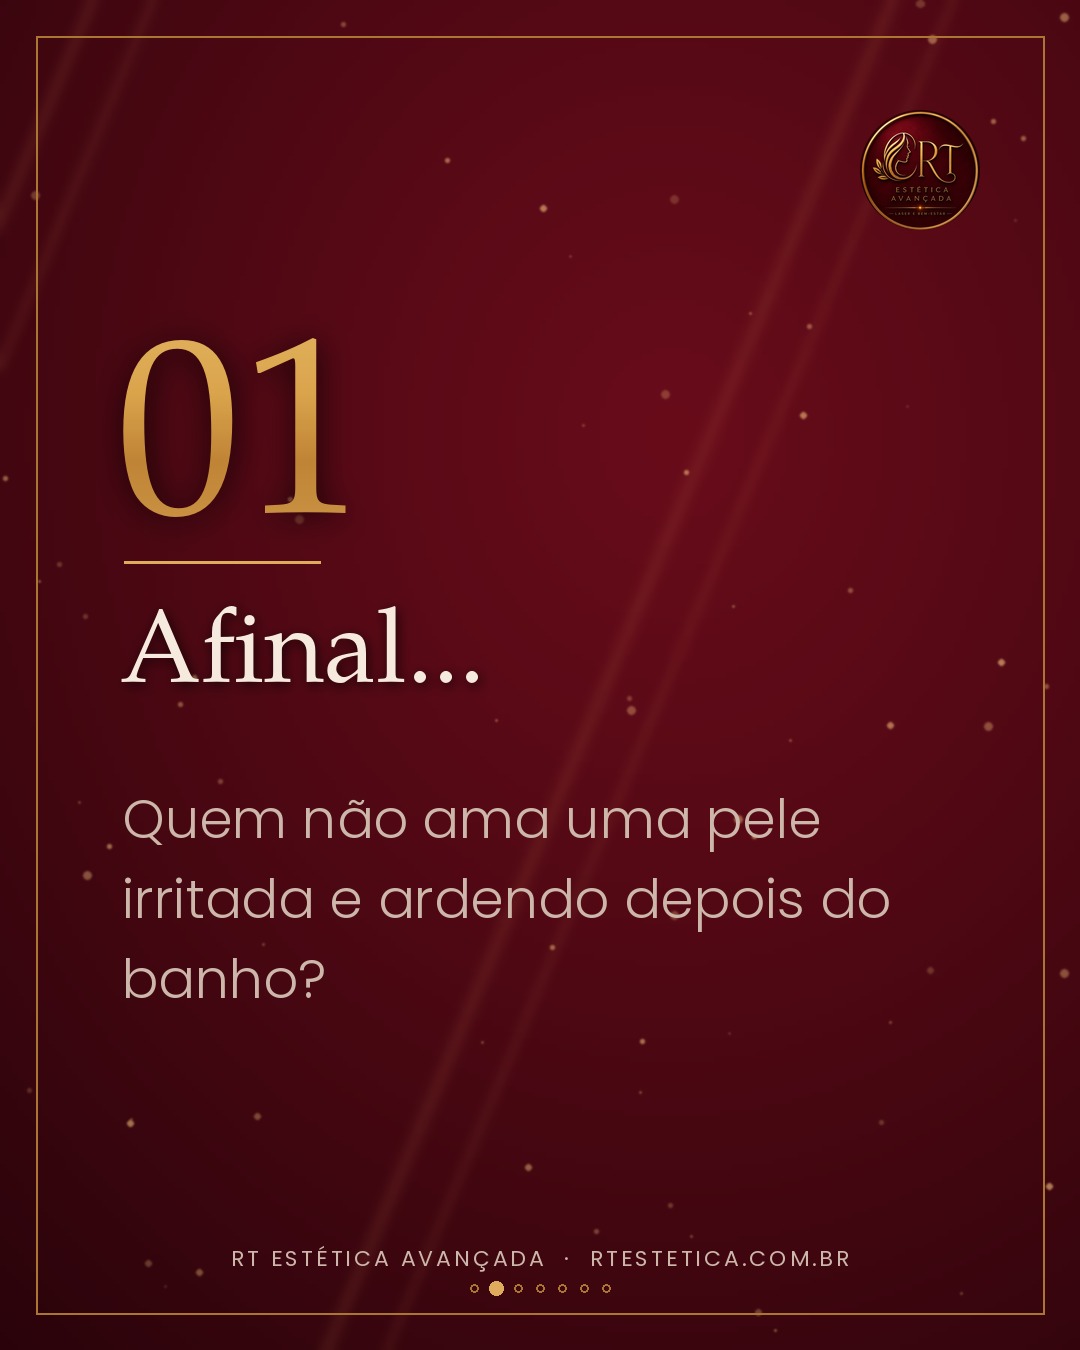 RT
ESTÉTICA
AVANÇADA
01
Afinal...
Quem não ama uma pele
irritada e ardendo depois do
banho?
RT ESTÉTICA AVANÇADA · RTESTETICA.COM.BR